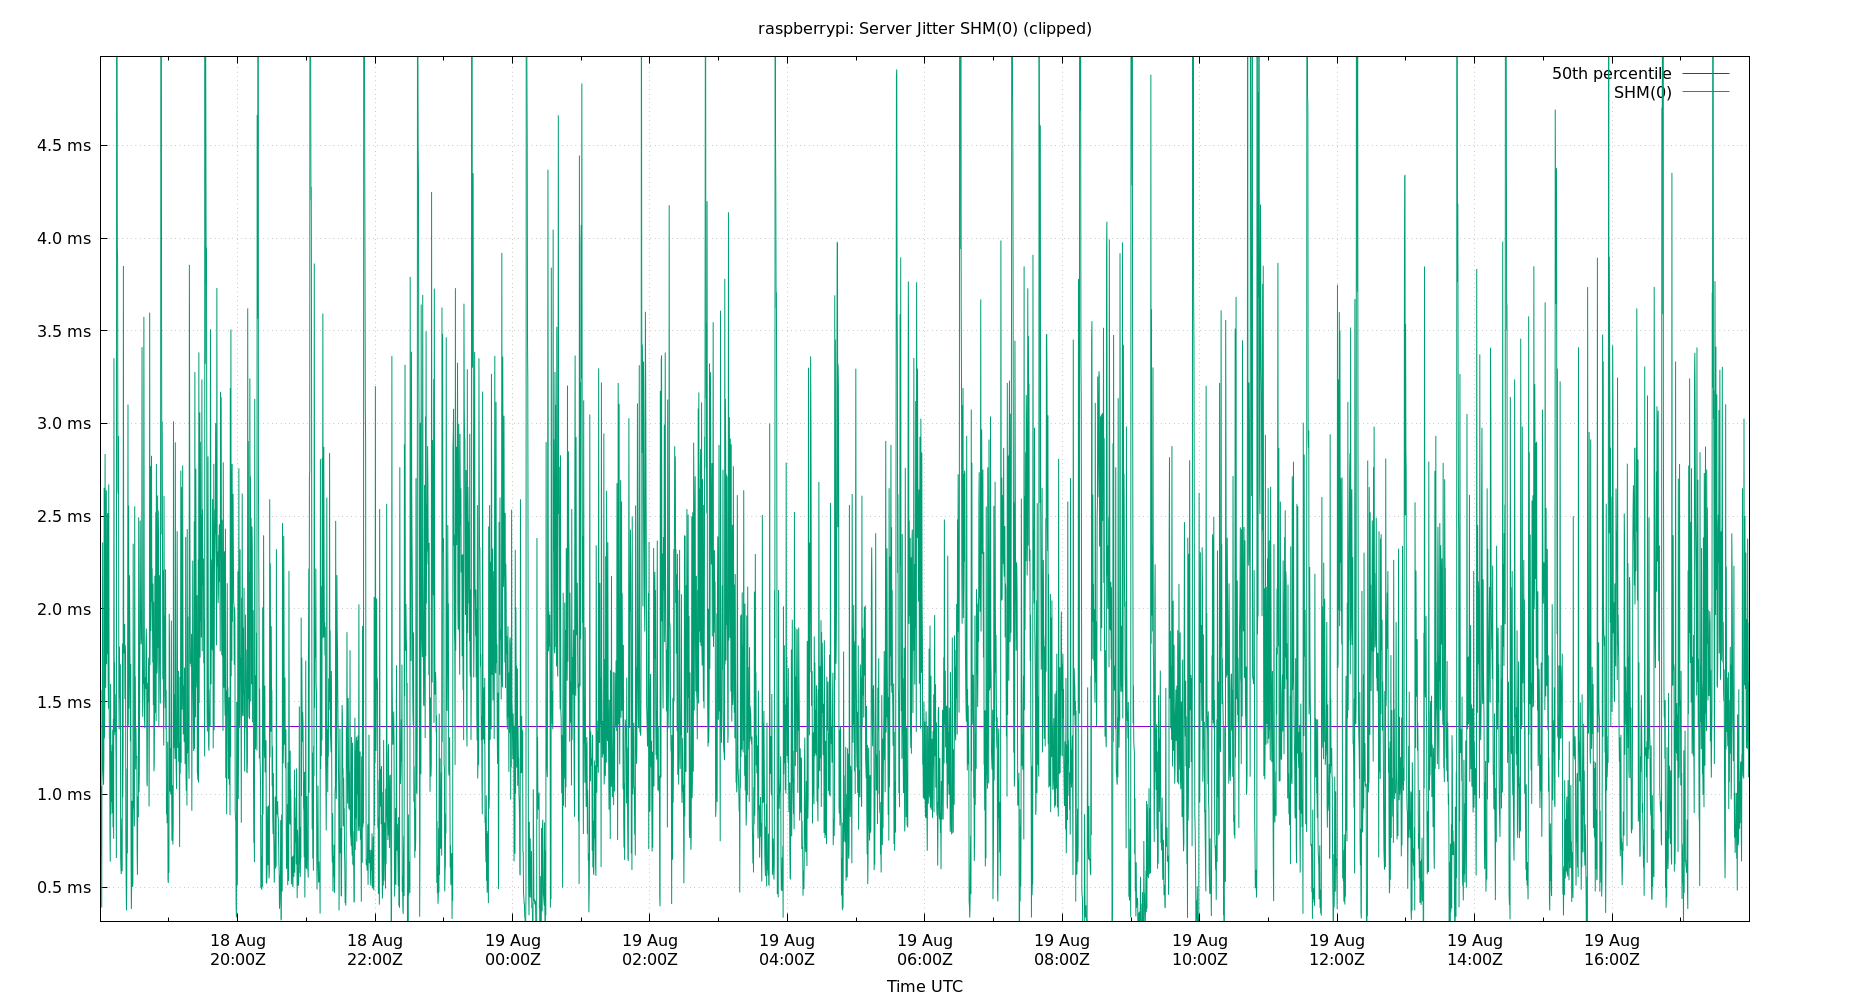 raspberrypi: Server Jitter SHM(0) (clipped)
50th percentile
SHM(0)
4.5 ms
4.0 ms
3.5 ms
3.0 ms
2.5 ms
2.0 ms
1.5 ms
1.0 ms
0.5 ms
18 Aug 18 Aug 19 Aug 19 Aug 19 Aug 19 Aug 19 Aug 19 Aug 19 Aug 19 Aug 19 Aug
20:00Z 22:00Z 00:00Z 02:00Z 04:00Z 06:00Z 08:00Z 10:00Z 12:00Z 14:00Z 16:00Z
Time UTC